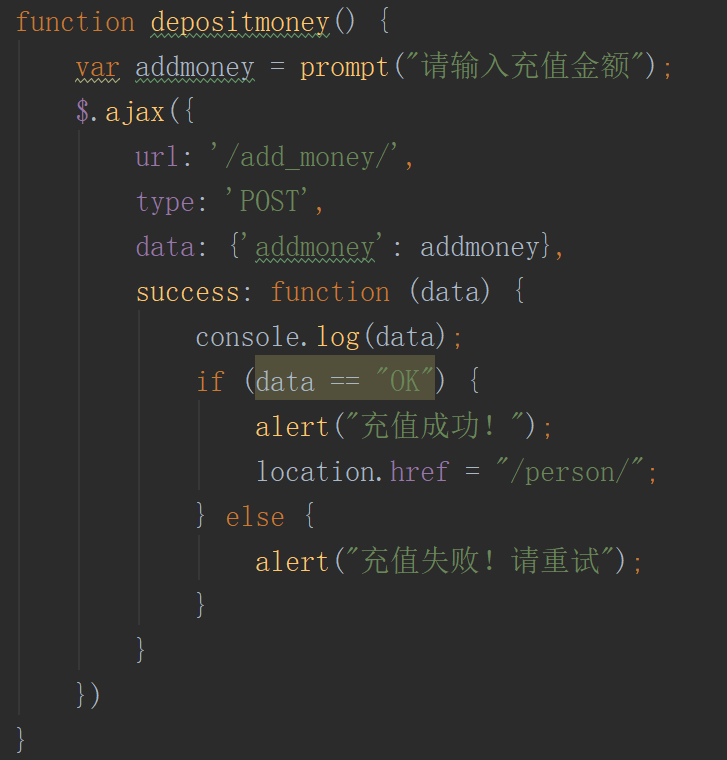 function depositmoney() {
    var addmoney = prompt("请输入充值金额");
    $.ajax({
        url: '/add_money/',
        type: 'POST',
        data: {'addmoney': addmoney},
        success: function (data) {
            console.log(data);
            if (data == "OK") {
                alert("充值成功！");
                location.href = "/person/";
            } else {
                alert("充值失败！请重试");
            }
        }
    })
}